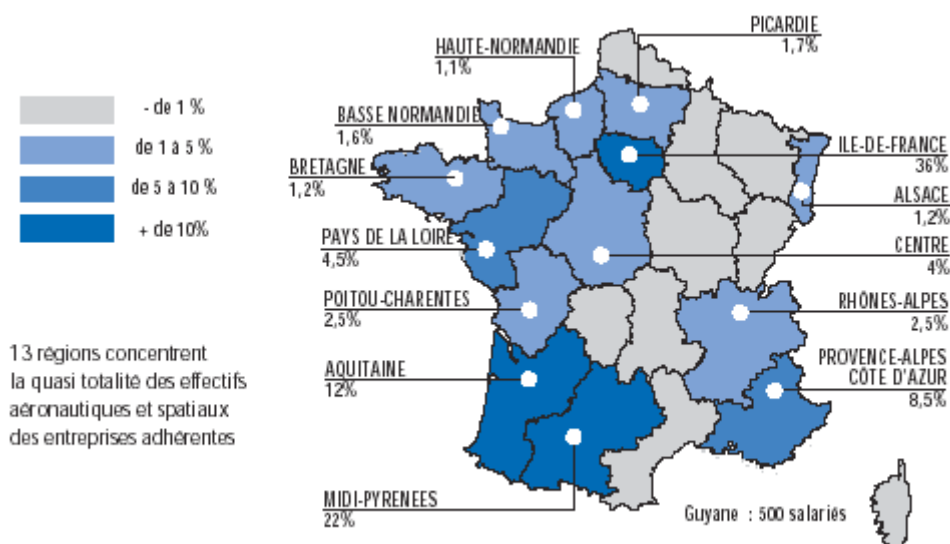 - de 1 %
de 1 à 5 %
de 5 à 10 %
+ de 10%
13 régions concentrent
la quasi totalité des effectifs
aéronautiques et spatiaux
des entreprises adhérentes
PICARDIE
1,7%
HAUTE-NORMANDIE
1,1%
BASSE NORMANDIE
1,6%
BRETAGNE
1,2%
PAYS DE LA LOIRE
4,5%
POITOU-CHARENTES
2,5%
AQUITAINE
12%
MIDI-PYRENEES
22%
ILE-DE-FRANCE
36%
ALSACE
1,2%
CENTRE
4%
RHÔNES-ALPES
2,5%
PROVENCE-ALPES
CÔTE D'AZUR
8,5%
Guyane : 500 salariés